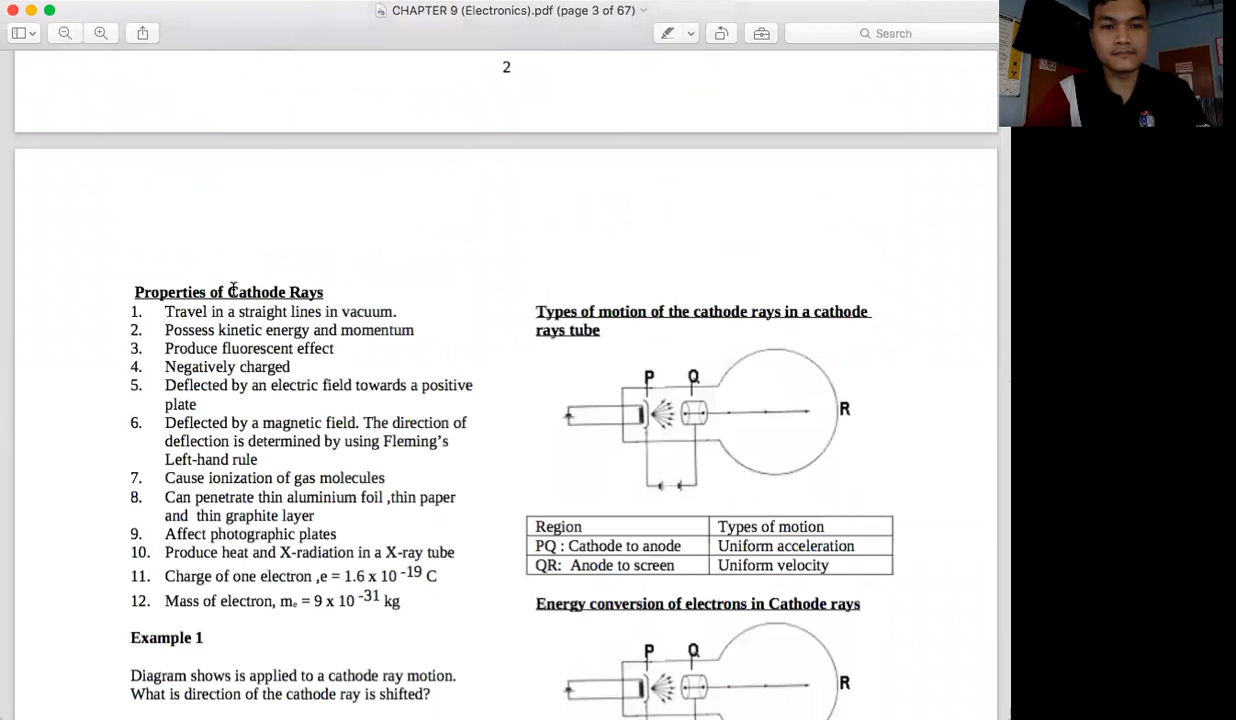 CHAPTER 9 (Electronics).pdf (page 3 of 67)
Search
2
Properties of Cathode Rays
1. Travel in a straight lines in vacuum.
2. Possess kinetic energy and momentum
3. Produce fluorescent effect
4. Negatively charged
5. Deflected by an electric field towards a positive
plate
6. Deflected by a magnetic field. The direction of
deflection is determined by using Fleming's
Left-hand rule
7. Cause ionization of gas molecules
8. Can penetrate thin aluminium foil ,thin paper
and thin graphite layer
9. Affect photographic plates
10. Produce heat and X-radiation in a X-ray tube
11. Charge of one electron ,e = 1.6 x 10 -19 C
12. Mass of electron, me = 9 x 10 -31 kg
Example 1
Diagram shows is applied to a cathode ray motion.
What is direction of the cathode ray is shifted?
Types of motion of the cathode rays in a cathode
rays tube
P Q
R
Region Types of motion
PQ : Cathode to anode Uniform acceleration
QR: Anode to screen Uniform velocity
Energy conversion of electrons in Cathode rays
P Q
R